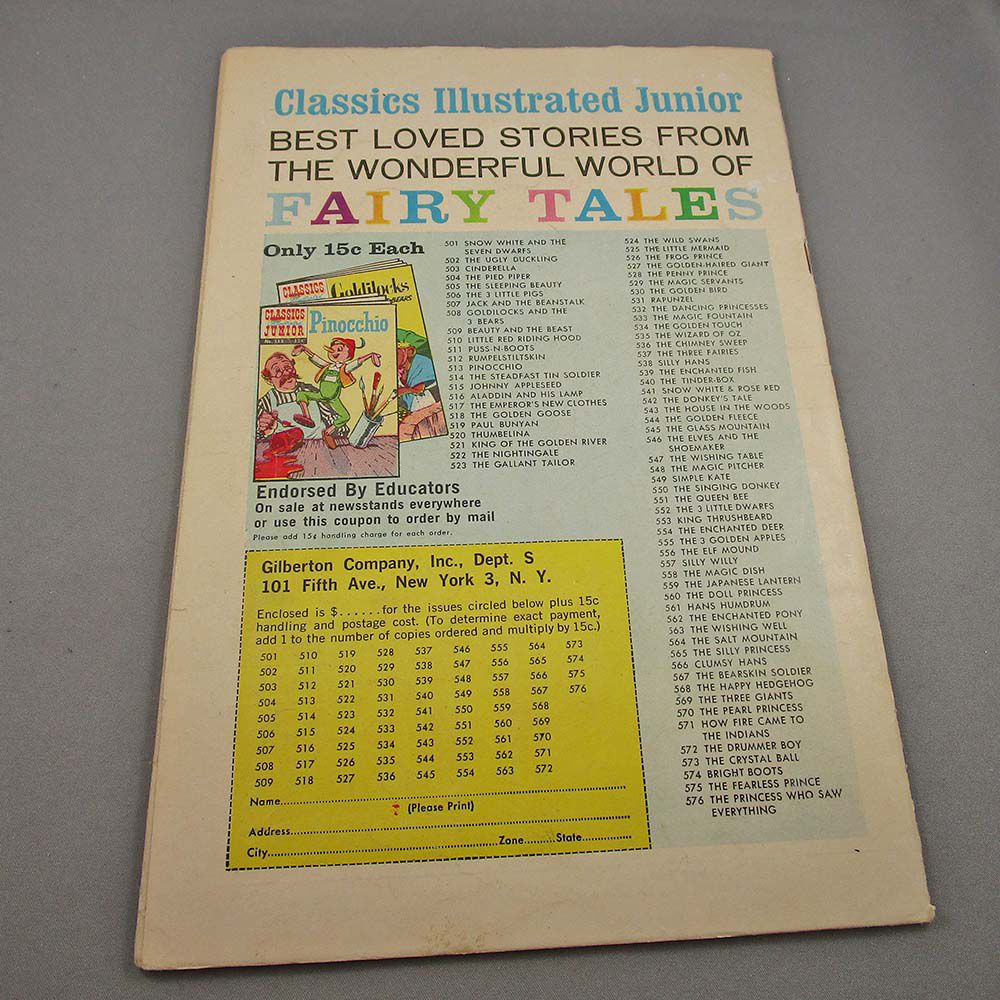 Classics Illustrated Junior
BEST LOVED STORIES FROM
THE WONDERFUL WORLD OF
FAIRY TALES
Only 15c Each
CLASSICS
Goldilocks
BEARS
CLASSICS
JUNIOR
Pinocchio
501 SNOW WHITE AND THE
SEVEN DWARFS
502 THE UGLY DUCKLING
503 CINDERELLA
504 THE PIED PIPER
505 THE SLEEPING BEAUTY
506 THE 3 LITTLE PIGS
507 JACK AND THE BEANSTALK
508 GOLDILOCKS AND THE
3 BEARS
509 BEAUTY AND THE BEAST
510 LITTLE RED RIDING HOOD
511 PUSS-N-BOOTS
512 RUMPELSTILTSKIN
513 PINOCCHIO
514 THE STEADFAST TIN SOLDIER
515 JOHNNY APPLESEED
516 ALADDIN AND HIS LAMP
517 THE EMPEROR'S NEW CLOTHES
518 THE GOLDEN GOOSE
519 PAUL BUNYAN
520 THUMBELINA
521 KING OF THE GOLDEN RIVER
522 THE NIGHTINGALE
523 THE GALLANT TAILOR
524 THE WILD SWANS
525 THE LITTLE MERMAID
526 THE FROG PRINCE
527 THE GOLDEN-HAIRED GIANT
528 THE PENNY PRINCE
529 THE MAGIC SERVANTS
530 THE GOLDEN BIRD
531 RAPUNZEL
532 THE DANCING PRINCESSES
533 THE MAGIC FOUNTAIN
534 THE GOLDEN TOUCH
535 THE WIZARD OF OZ
536 THE CHIMNEY SWEEP
537 THE THREE FAIRIES
538 SILLY HANS
539 THE ENCHANTED FISH
540 THE TINDER-BOX
541 SNOW WHITE & ROSE RED
542 THE DONKEY'S TALE
543 THE HOUSE IN THE WOODS
544 THE GOLDEN FLEECE
545 THE GLASS MOUNTAIN
546 THE ELVES AND THE
SHOEMAKER
547 THE WISHING TABLE
548 THE MAGIC PITCHER
549 SIMPLE KATE
550 THE SINGING DONKEY
551 THE QUEEN BEE
552 THE 3 LITTLE DWARFS
553 KING THRUSHBEARD
554 THE ENCHANTED DEER
555 THE 3 GOLDEN APPLES
556 THE ELF MOUND
557 SILLY WILLY
558 THE MAGIC DISH
559 THE JAPANESE LANTERN
560 THE DOLL PRINCESS
561 HANS HUMDRUM
562 THE ENCHANTED PONY
563 THE WISHING WELL
564 THE SALT MOUNTAIN
565 THE SILLY PRINCESS
566 CLUMSY HANS
567 THE BEARSKIN SOLDIER
568 THE HAPPY HEDGEHOG
569 THE THREE GIANTS
570 THE PEARL PRINCESS
571 HOW FIRE CAME TO
THE INDIANS
572 THE DRUMMER BOY
573 THE CRYSTAL BALL
574 BRIGHT BOOTS
575 THE FEARLESS PRINCE
576 THE PRINCESS WHO SAW
EVERYTHING
Endorsed By Educators
On sale at newsstands everywhere
or use this coupon to order by mail
Please add 15¢ handling charge for each order.
Gilberton Company, Inc., Dept. S
101 Fifth Ave., New York 3, N. Y.
Enclosed is $......for the issues circled below plus 15c
handling and postage cost. (To determine exact payment,
add 1 to the number of copies ordered and multiply by 15c.)
501 510 519 528 537 546 555 564 573
502 511 520 529 538 547 556 565 574
503 512 521 530 539 548 557 566 575
504 513 522 531 540 549 558 567 576
505 514 523 532 541 550 559 568
506 515 524 533 542 551 560 569
507 516 525 534 543 552 561 570
508 517 526 535 544 553 562 571
509 518 527 536 545 554 563 572
Name..............................
(Please Print)
Address..............................
City..............................Zone........State..............